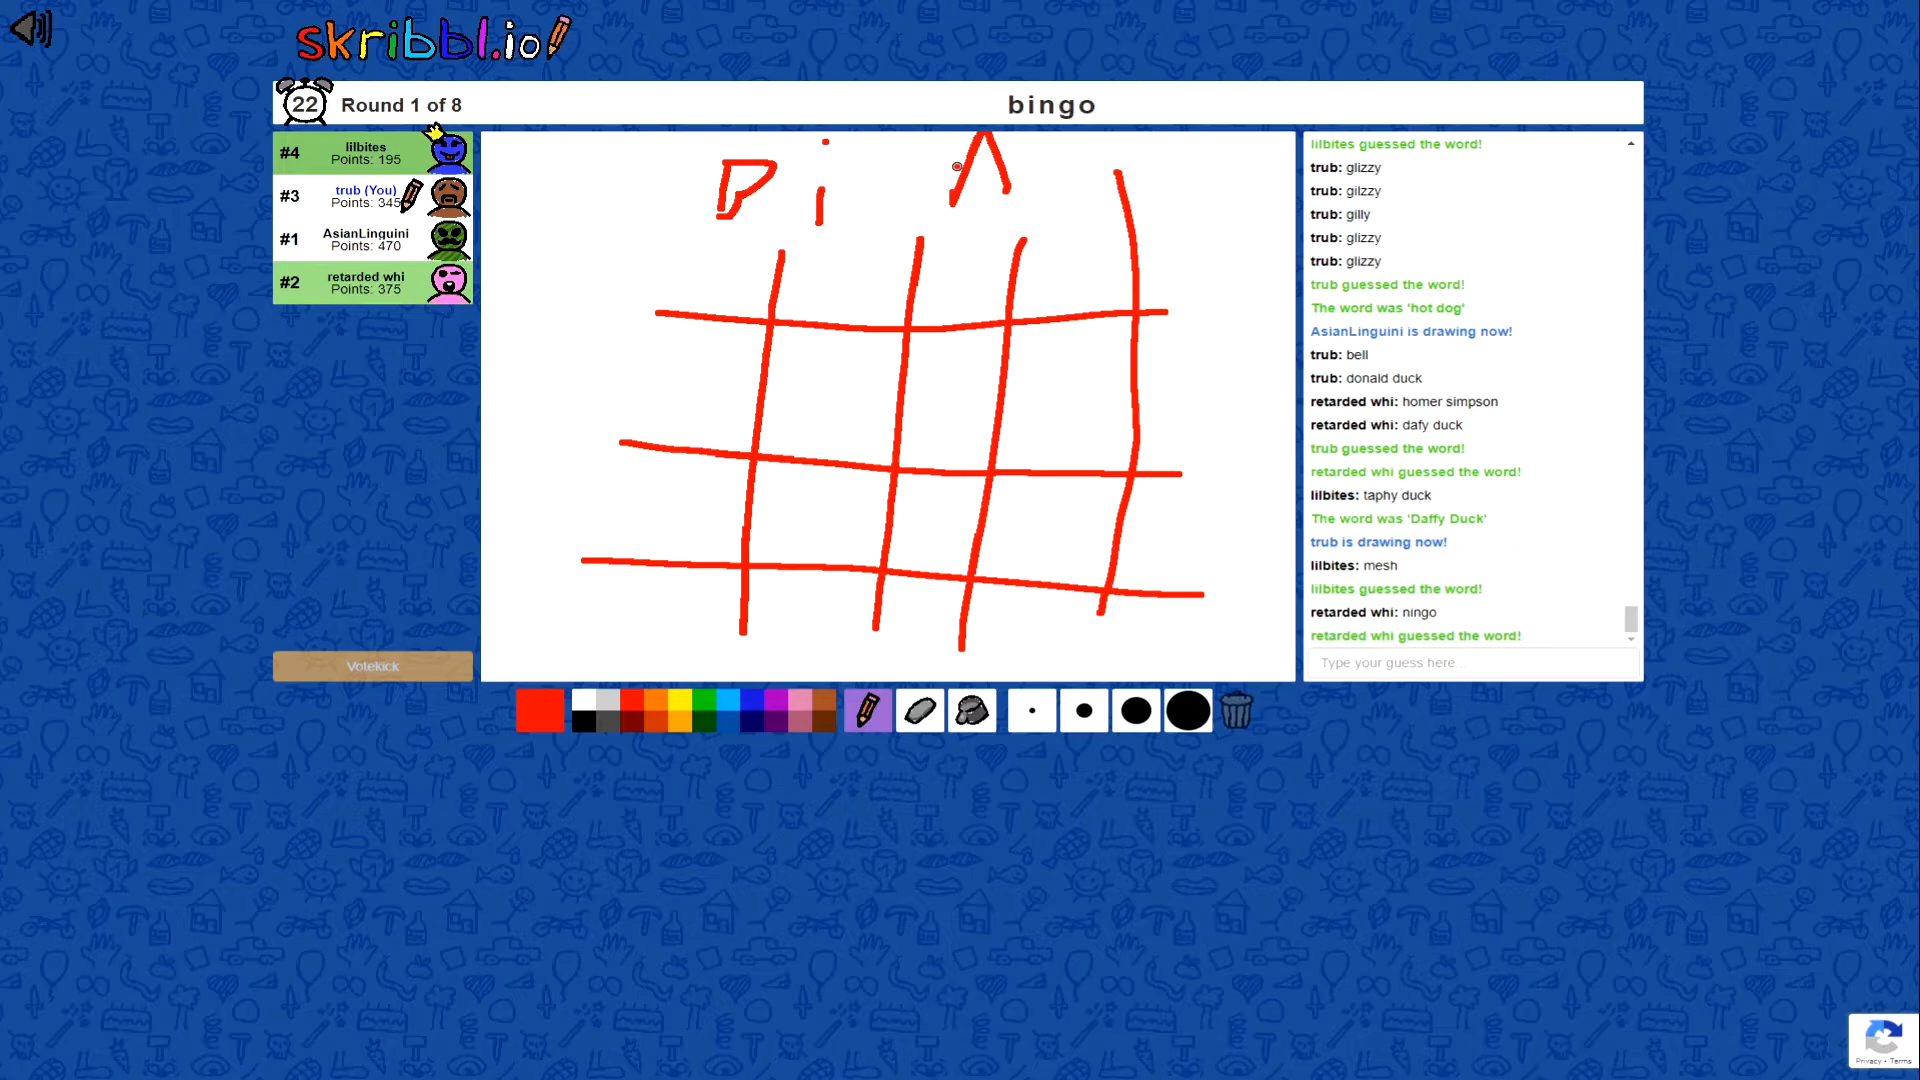 skribbl.io
22 Round 1 of 8
bingo
#4 lilbites
Points: 195
#3 trub (You)
Points: 345
#1 AsianLinguini
Points: 470
#2 retarded whi
Points: 375
Votekick
i
lilbites guessed the word!
trub: glizzy
trub: gilzzy
trub: gilly
trub: glizzy
trub: glizzy
trub guessed the word!
The word was 'hot dog'
AsianLinguini is drawing now!
trub: bell
trub: donald duck
retarded whi: homer simpson
retarded whi: dafy duck
trub guessed the word!
retarded whi guessed the word!
lilbites: taphy duck
The word was 'Daffy Duck'
trub is drawing now!
lilbites: mesh
lilbites guessed the word!
retarded whi: ningo
retarded whi guessed the word!
Type your guess here...
Privacy - Terms